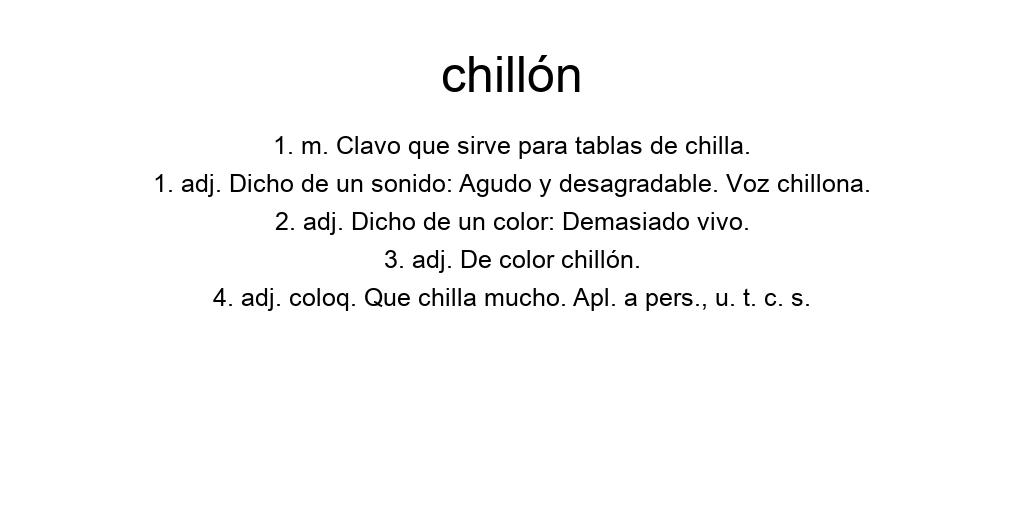 chillón
1. m. Clavo que sirve para tablas de chilla.
1. adj. Dicho de un sonido: Agudo y desagradable. Voz chillona.
2. adj. Dicho de un color: Demasiado vivo.
3. adj. De color chillón.
4. adj. coloq. Que chilla mucho. Apl. a pers., u. t. c. s.